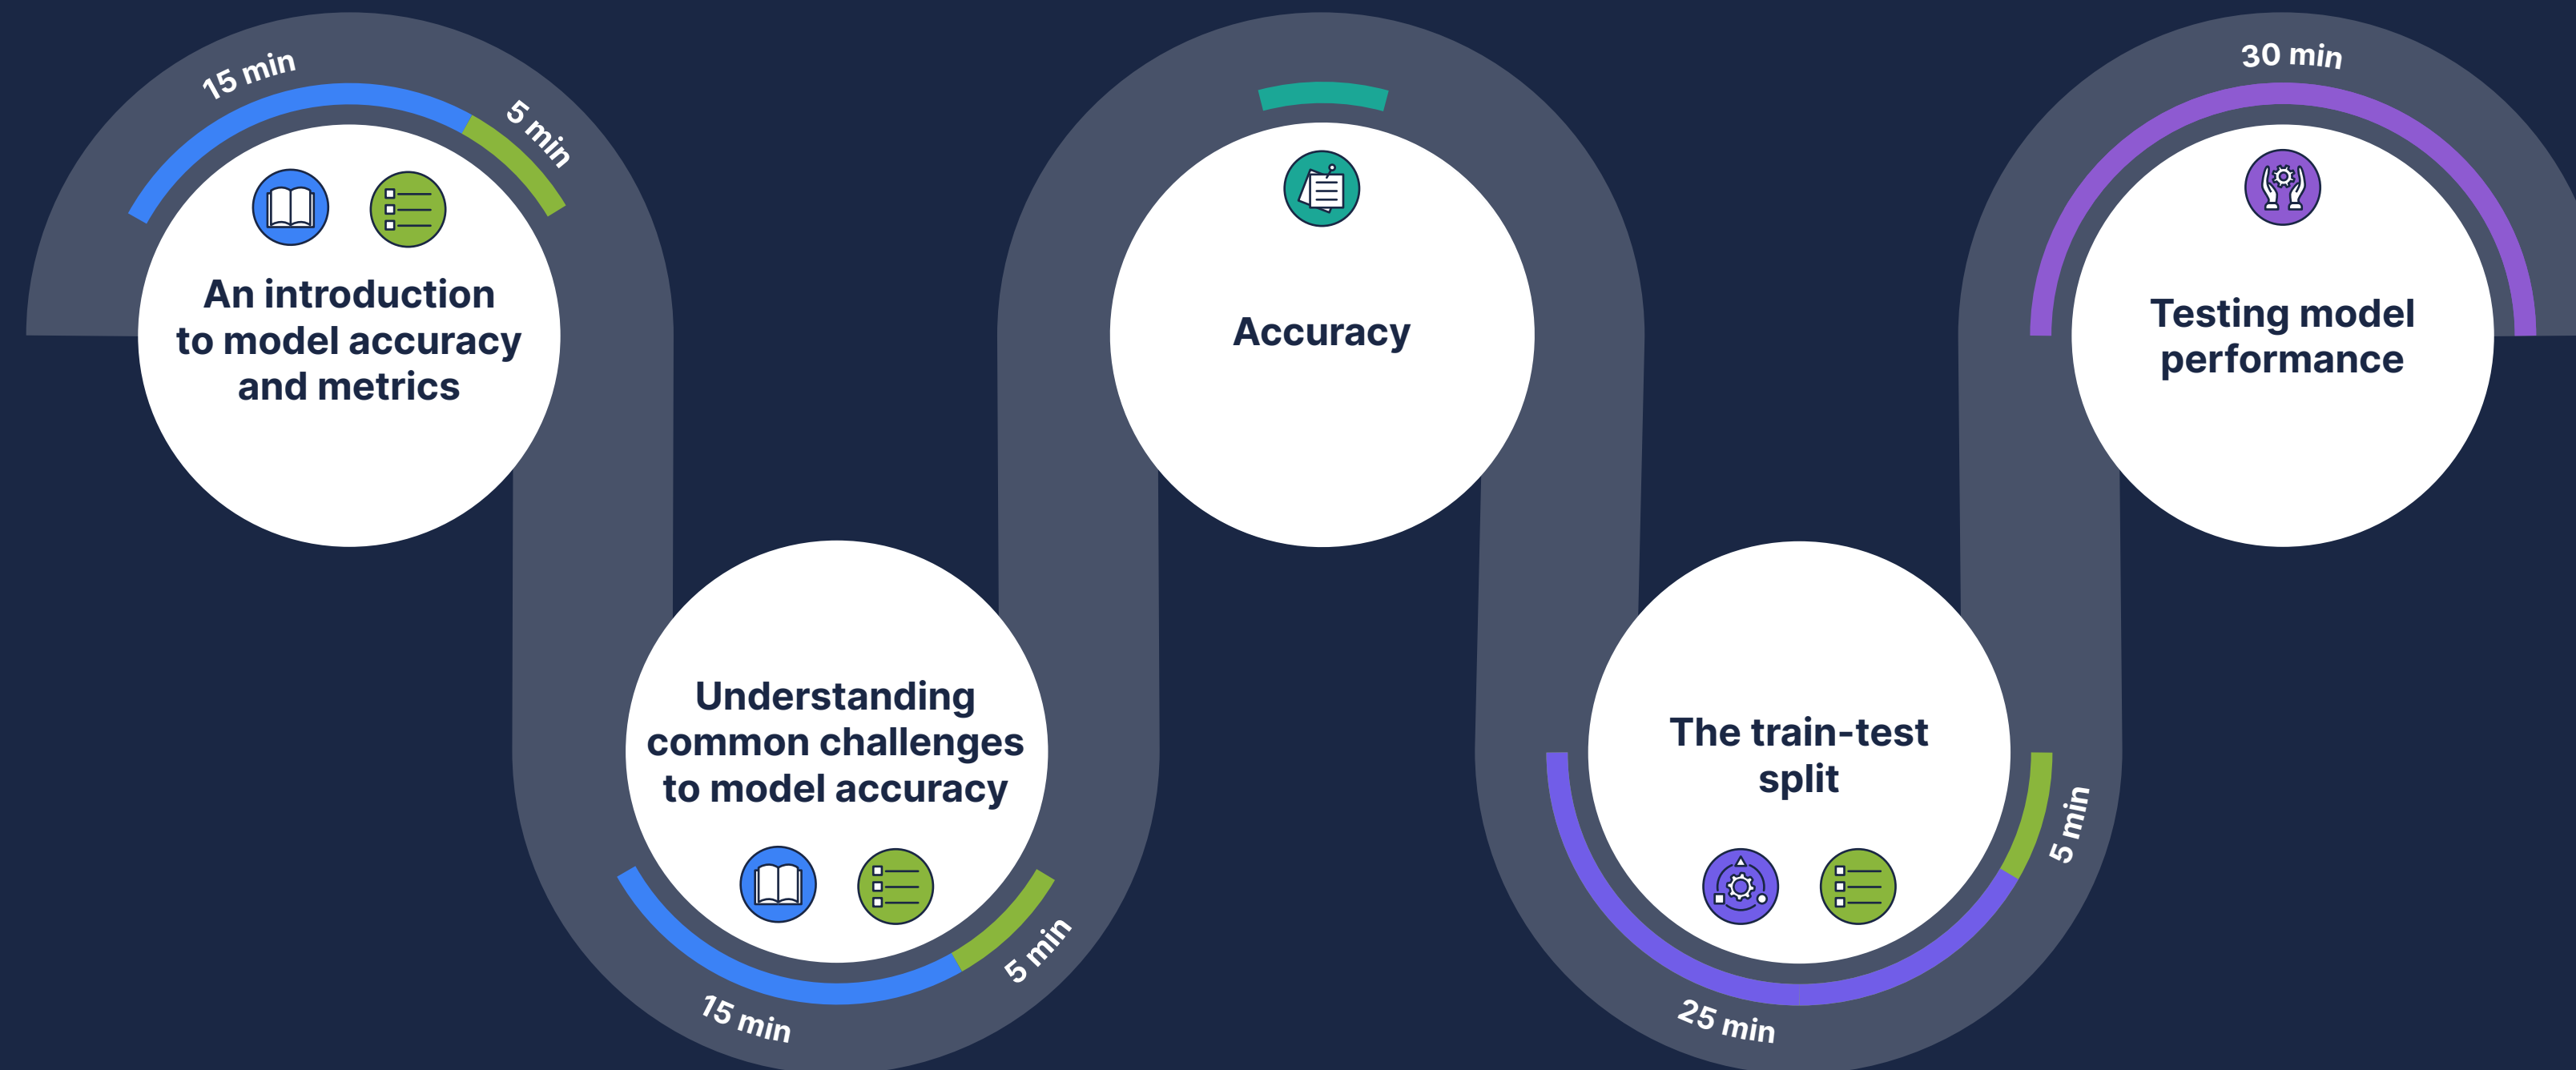 15 min
5 min
An introduction
to model accuracy
and metrics
Understanding
common challenges
to model accuracy
15 min
5 min
Accuracy
The train-test
split
25 min
5 min
30 min
Testing model
performance